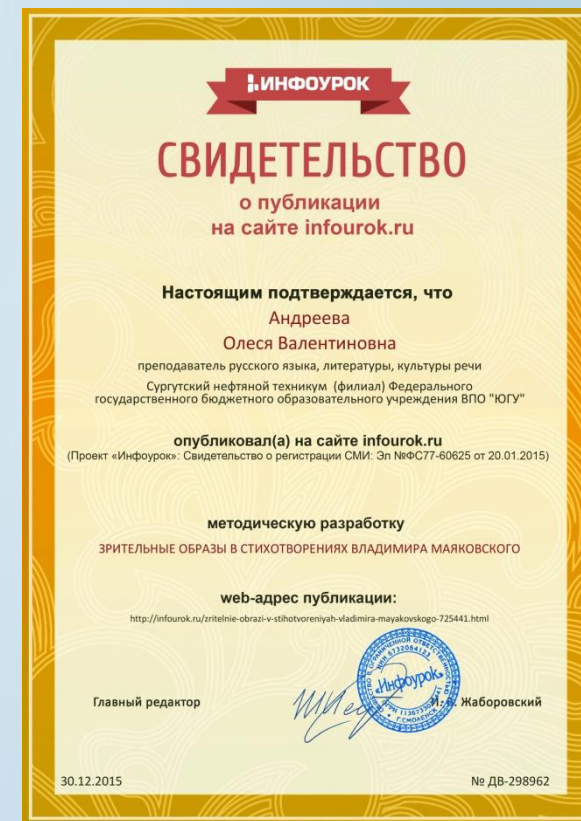 ИНФОУРОК
СВИДЕТЕЛЬСТВО
о публикации
на сайте infourok.ru
Настоящим подтверждается, что
Андреева
Олеся Валентиновна
преподаватель русского языка, литературы, культуры речи
Сургутский нефтяной техникум (филиал) Федерального
государственного бюджетного образовательного учреждения ВПО "ЮГУ"
опубликовал(а) на сайте infourok.ru
(Проект «Инфоурок»: Свидетельство о регистрации СМИ: Эл №ФС77-60625 от 20.01.2015)
методическую разработку
ЗРИТЕЛЬНЫЕ ОБРАЗЫ В СТИХОТВОРЕНИЯХ ВЛАДИМИРА МАЯКОВСКОГО
web-адрес публикации:
http://infourok.ru/zritelnie-obrazi-v-stihotvoreniyah-vladimira-mayakovskogo-725441.html
Главный редактор
И. В. Жаборовский
«Инфоурок»
Г.СМОЛЕНСК
30.12.2015
№ ДВ-298962